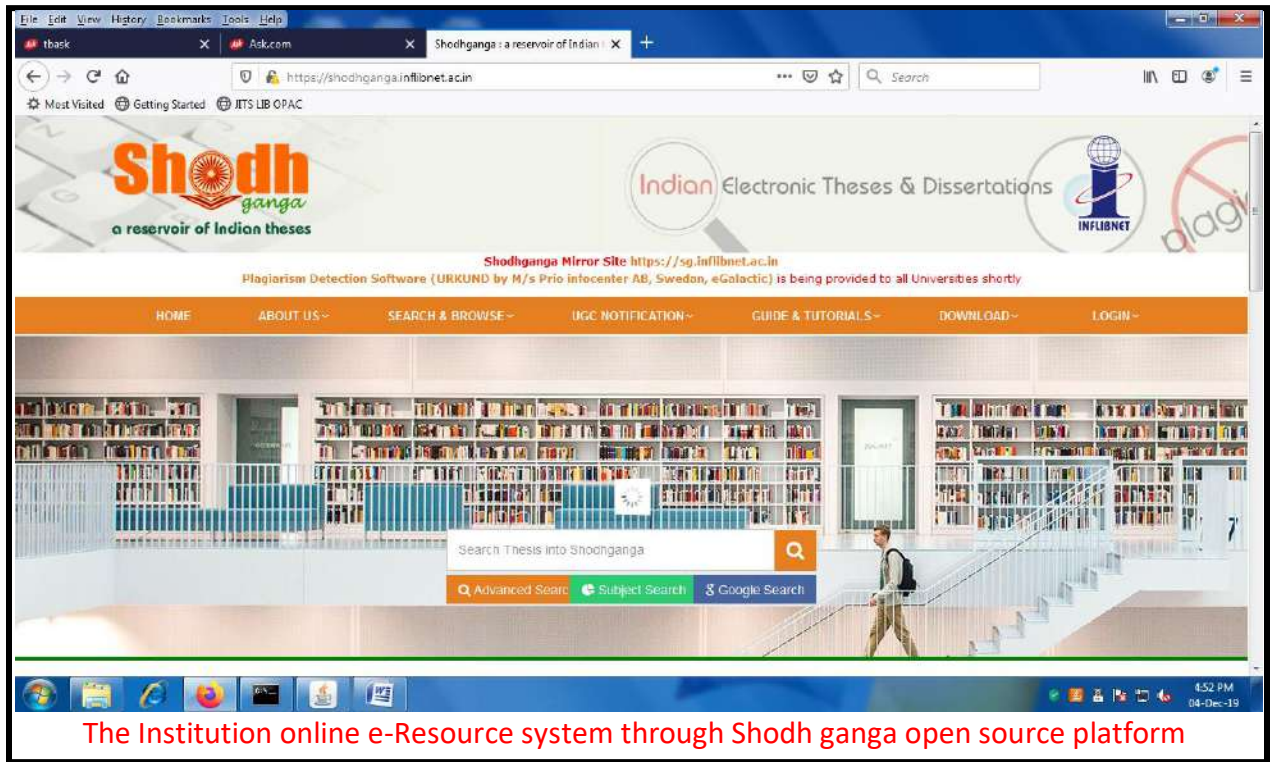 File Edit View History Bookmarks Tools Help
tbask
Ask.com
Shodhganga : a reservoir of Indian
https://shodhganga.inflibnet.ac.in
Search
Most Visited Getting Started JITS LIB OPAC
Shodh
ganga
a reservoir of Indian theses
Indian Electronic Theses & Dissertations
INFLIBNET
plagi
Shodhganga Mirror Site https://sg.inflibnet.ac.in
Plagiarism Detection Software (URKUND by M/s Prio infocenter AB, Swedan, eGalactic) is being provided to all Universities shortly
HOME ABOUT US SEARCH & BROWSE UGC NOTIFICATION GUIDE & TUTORIALS DOWNLOAD LOGIN
7
Search Thesis into Shodhganga
Advanced Searc Subject Search Google Search
4:52 PM
04-Dec-19
The Institution online e-Resource system through Shodh ganga open source platform